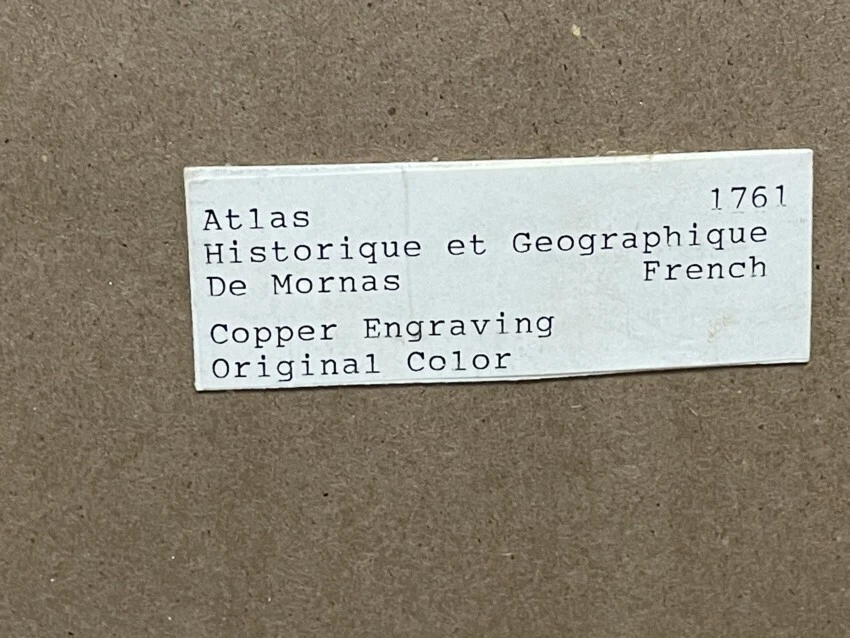 Atlas 1761
Historique et Geographique
De Mornas French
Copper Engraving
Original Color